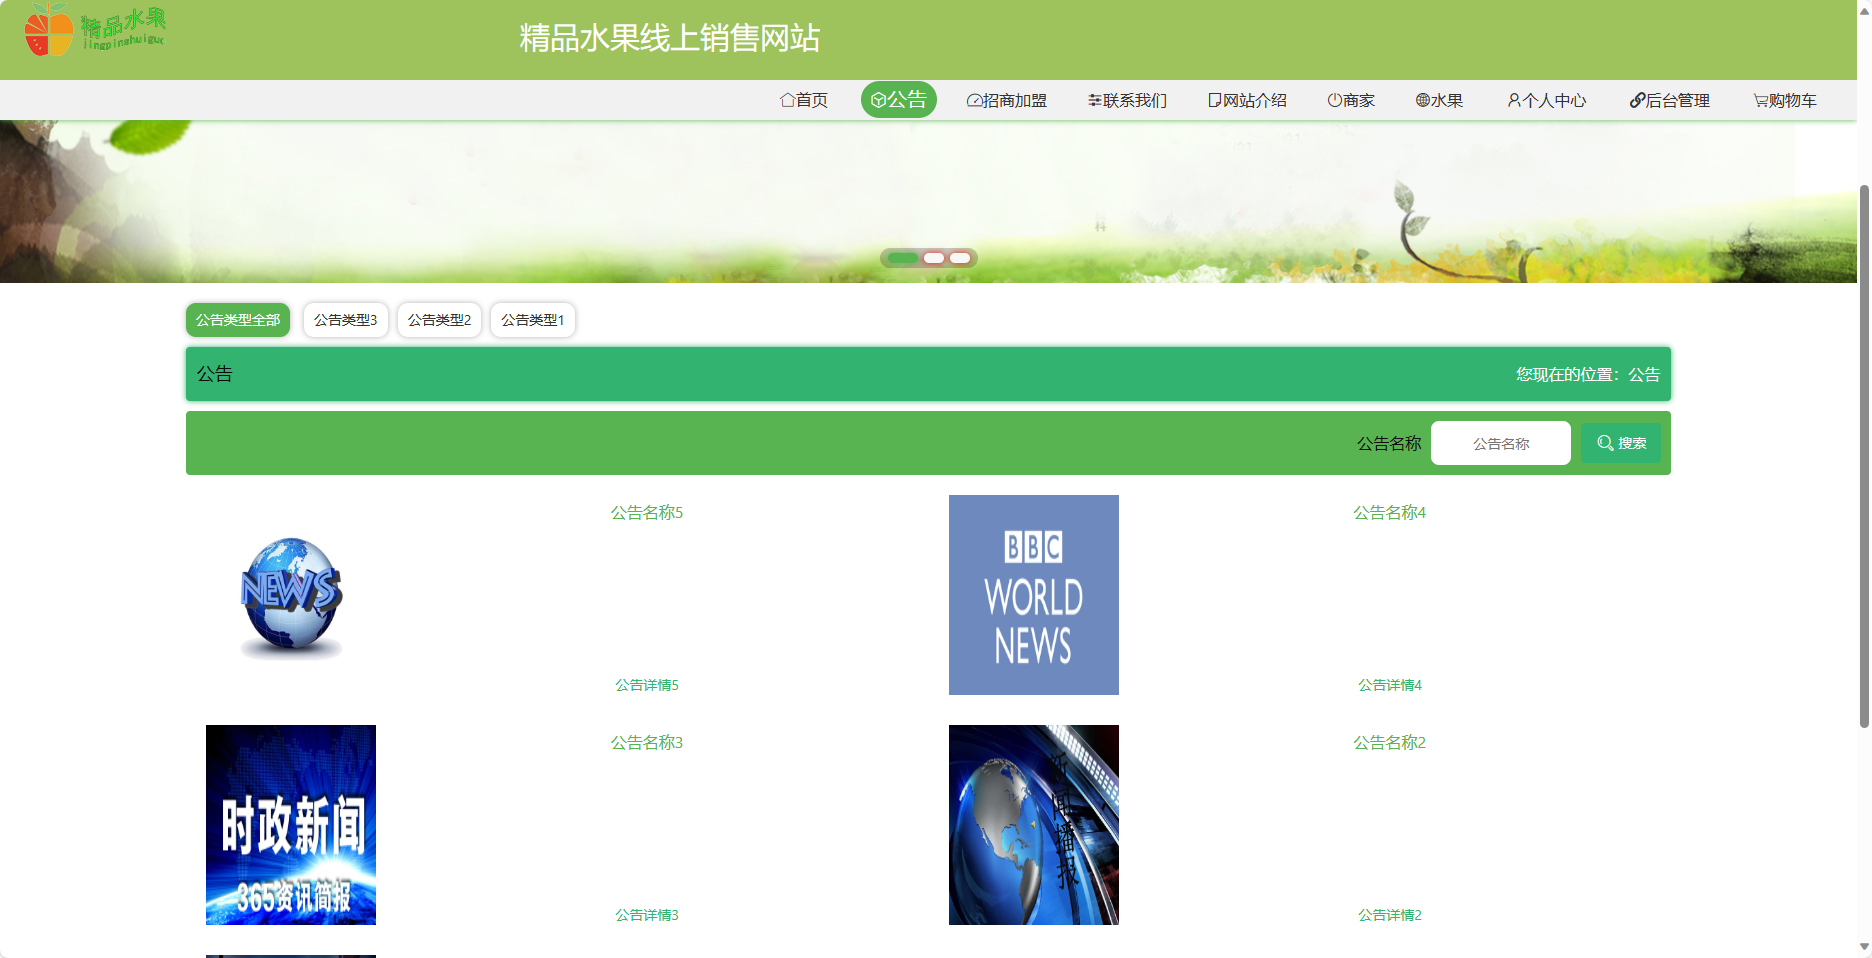 精品水果
jingpinshuiguo
精品水果线上销售网站
首页 公告 招商加盟 联系我们 网站介绍 商家 水果 个人中心 后台管理 购物车
科
公告类型全部 公告类型3 公告类型2 公告类型1
公告 您现在的位置：公告
公告名称 公告名称 搜索
公告名称5
NEWS
公告详情5
公告名称4
BBC
WORLD
NEWS
公告详情4
公告名称3
时政新闻
365资讯简报
公告详情3
公告名称2
新闻播报
公告详情2